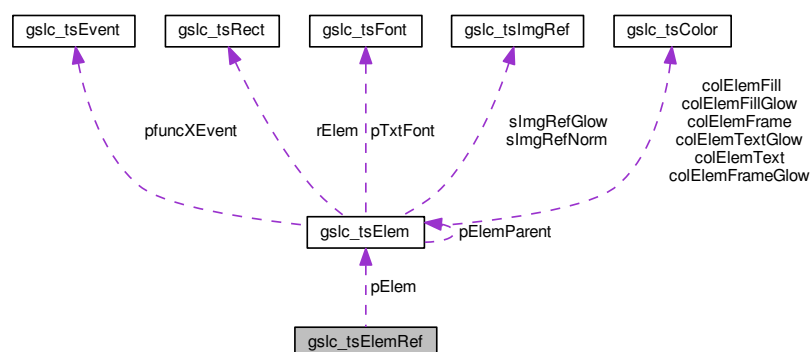 gslc_tsEvent
gslc_tsRect
gslc_tsFont
gslc_tsImgRef
gslc_tsColor
pfuncXEvent
rElem
pTxtFont
sImgRefGlow
sImgRefNorm
colElemFill
colElemFillGlow
colElemFrame
colElemTextGlow
colElemText
colElemFrameGlow
gslc_tsElem
pElemParent
pElem
gslc_tsElemRef